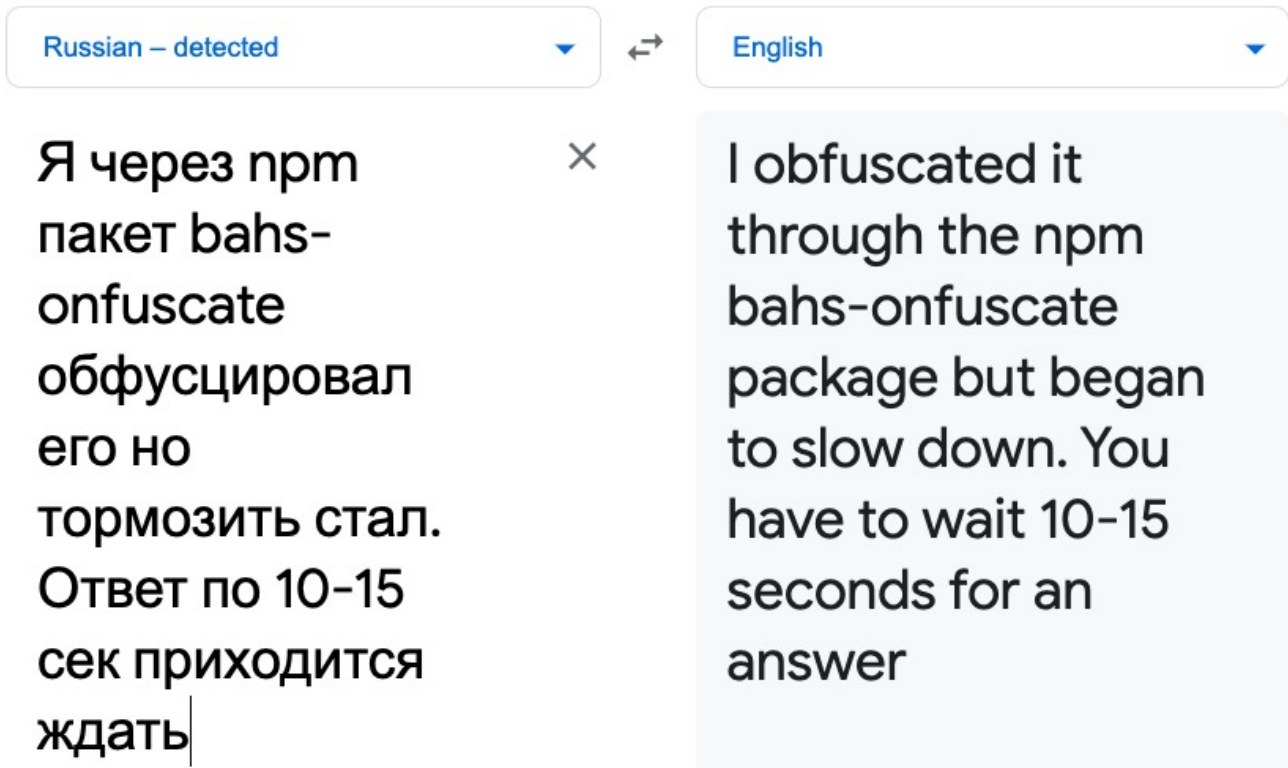 Russian – detected
English
Я через npm
пакет bahs-
onfuscate
обфусцировал
его но
тормозить стал.
Ответ по 10-15
сек приходится
ждать
I obfuscated it
through the npm
bahs-onfuscate
package but began
to slow down. You
have to wait 10-15
seconds for an
answer